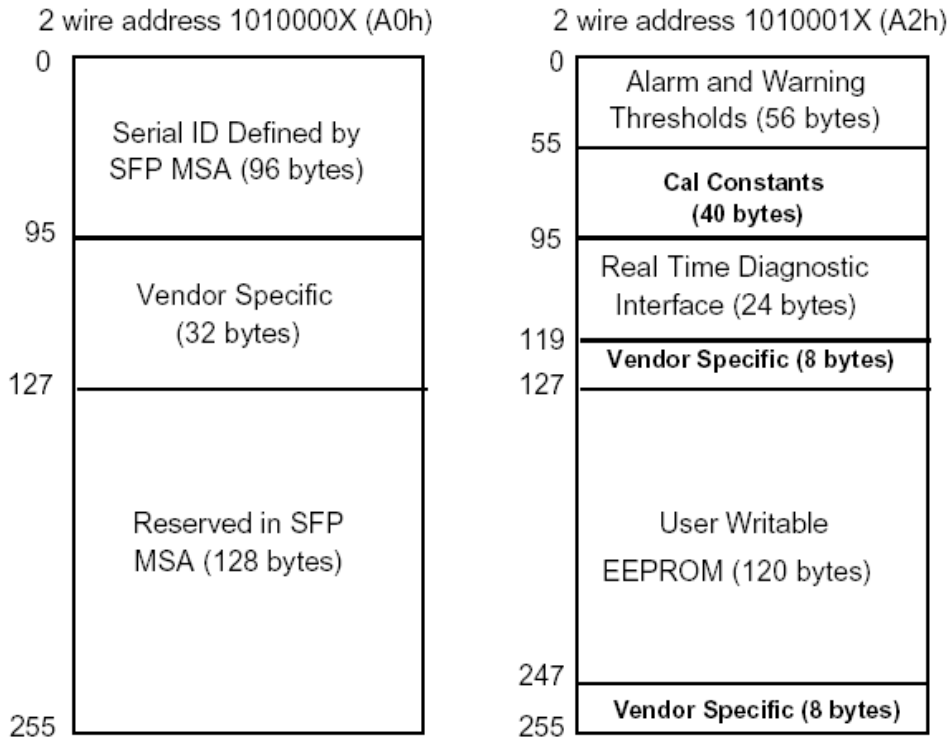 2 wire address 1010000X (A0h)
0
Serial ID Defined by
SFP MSA (96 bytes)
95
Vendor Specific
(32 bytes)
127
Reserved in SFP
MSA (128 bytes)
255
2 wire address 1010001X (A2h)
0
Alarm and Warning
Thresholds (56 bytes)
55
Cal Constants
(40 bytes)
95
Real Time Diagnostic
Interface (24 bytes)
119
Vendor Specific (8 bytes)
127
User Writable
EEPROM (120 bytes)
247
Vendor Specific (8 bytes)
255